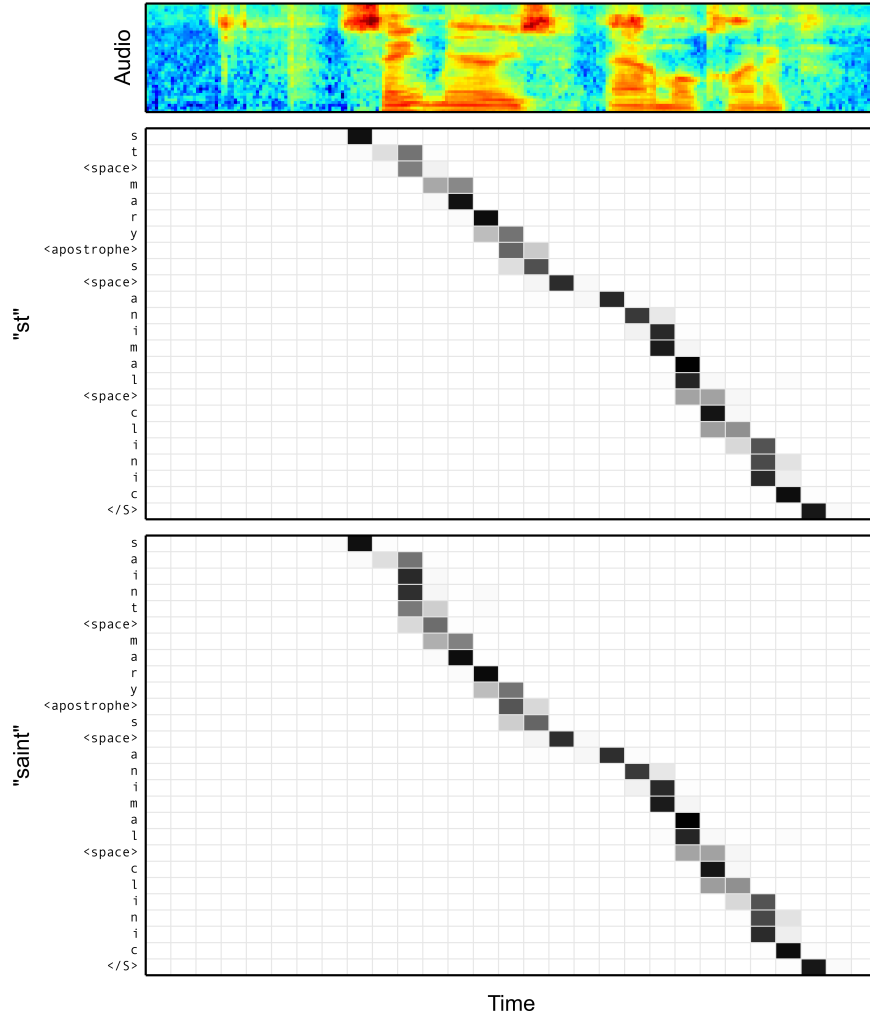 Audio
"st"
s
t
<space>
m
a
r
y
<apostrophe>
s
<space>
a
n
i
m
a
l
<space>
c
l
i
n
i
c
</S>
"saint"
s
a
i
n
t
<space>
m
a
r
y
<apostrophe>
s
<space>
a
n
i
m
a
l
<space>
c
l
i
n
i
c
</S>
Time